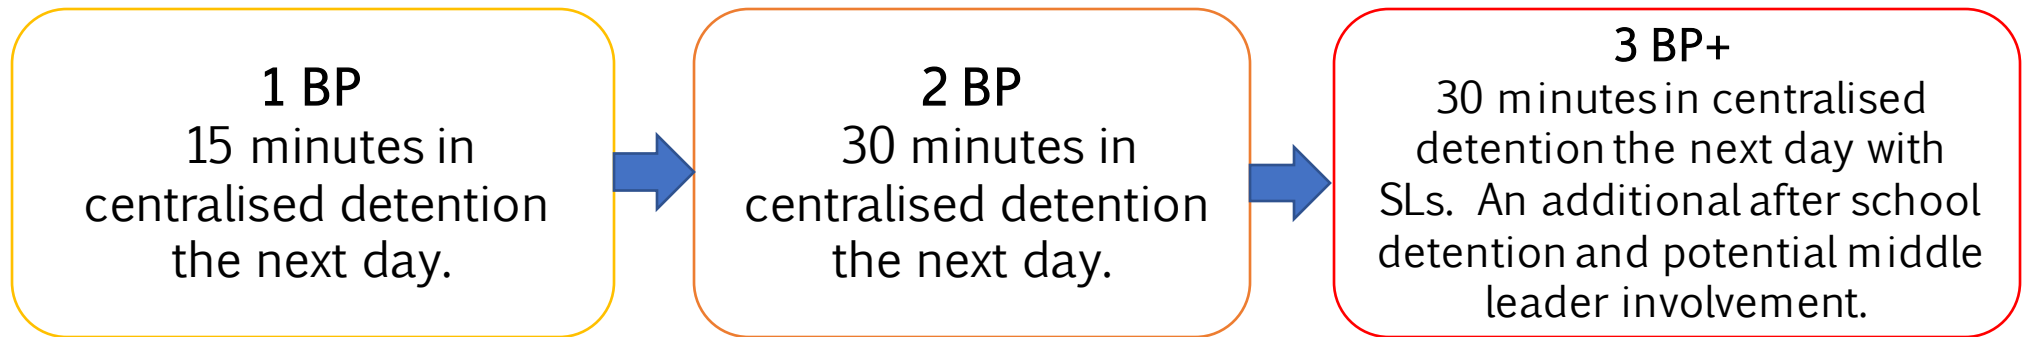 1 BP
15 minutes in
centralised detention
the next day.
2 BP
30 minutes in
centralised detention
the next day.
3 BP+
30 minutes in centralised
detention the next day with
SLs. An additional after school
detention and potential middle
leader involvement.